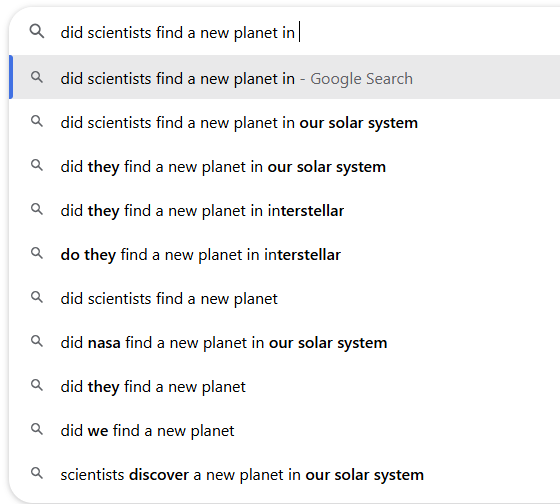 did scientists find a new planet in
did scientists find a new planet in - Google Search
did scientists find a new planet in our solar system
did they find a new planet in our solar system
did they find a new planet in interstellar
do they find a new planet in interstellar
did scientists find a new planet
did nasa find a new planet in our solar system
did they find a new planet
did we find a new planet
scientists discover a new planet in our solar system